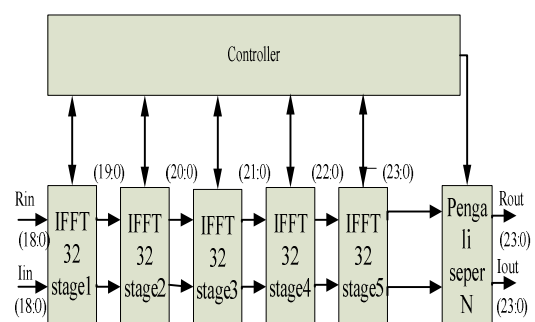 Controller
(19:0)
(20:0)
(21:0)
(22:0)
(23:0)
Rin
(18:0)
Iin
(18:0)
IFFT
32
stage1
IFFT
32
stage2
IFFT
32
stage3
IFFT
32
stage4
IFFT
32
stage5
Penga
li
seper
N
Rout
(23:0)
Iout
(23:0)